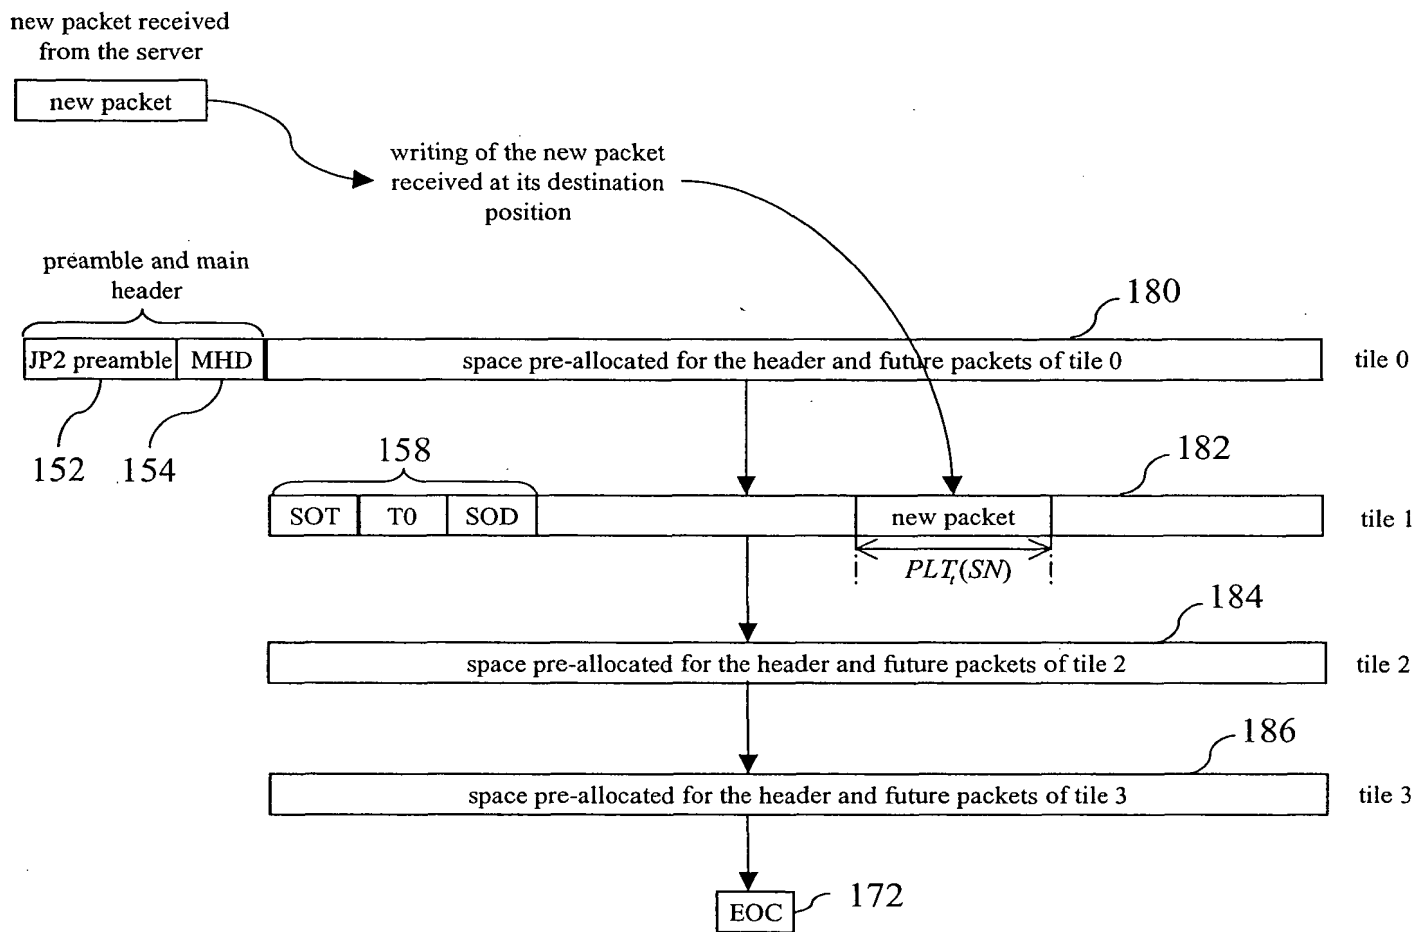 new packet received
from the server
new packet
writing of the new packet
received at its destination
position
preamble and main
header
180
JP2 preamble MHD space pre-allocated for the header and future packets of tile 0 tile 0
152 154 158 182
SOT T0 SOD new packet tile 1
PLTₜ(SN)
184
space pre-allocated for the header and future packets of tile 2 tile 2
186
space pre-allocated for the header and future packets of tile 3 tile 3
EOC 172